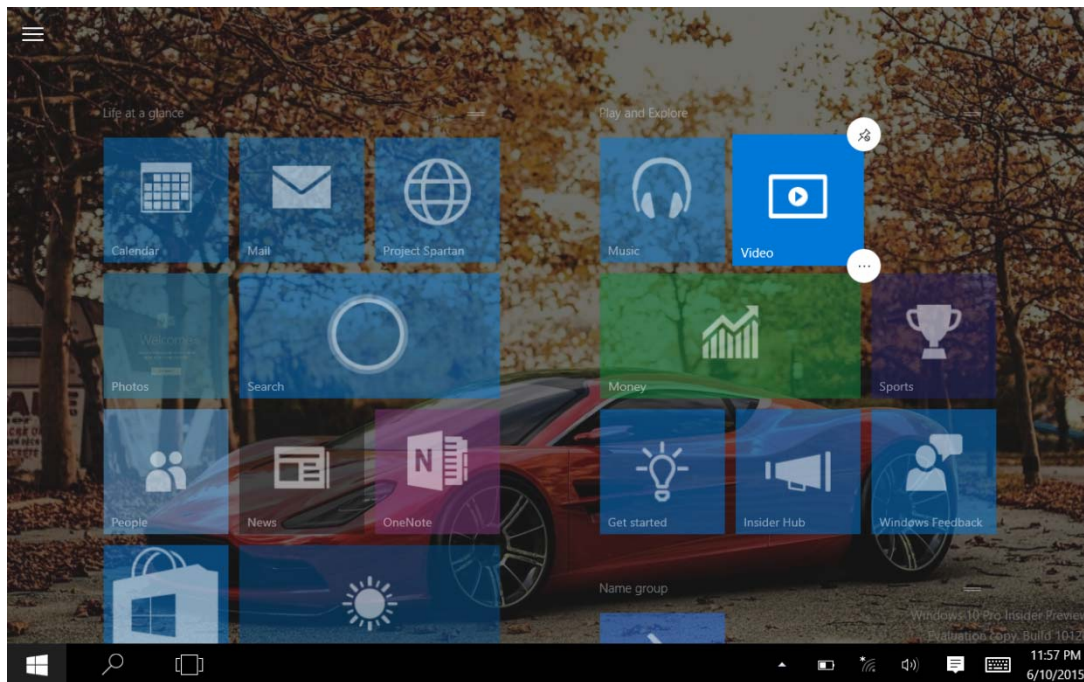 Life at a glance
Play and Explore
Calendar
Mail
Project Spartan
Music
Video
Welcome
Photos
Search
Money
Sports
People
News
N
OneNote
Get started
Insider Hub
Windows Feedback
Name group
Windows 10 Pro Insider Preview
Evaluation copy. Build 1012
11:57 PM
6/10/2015